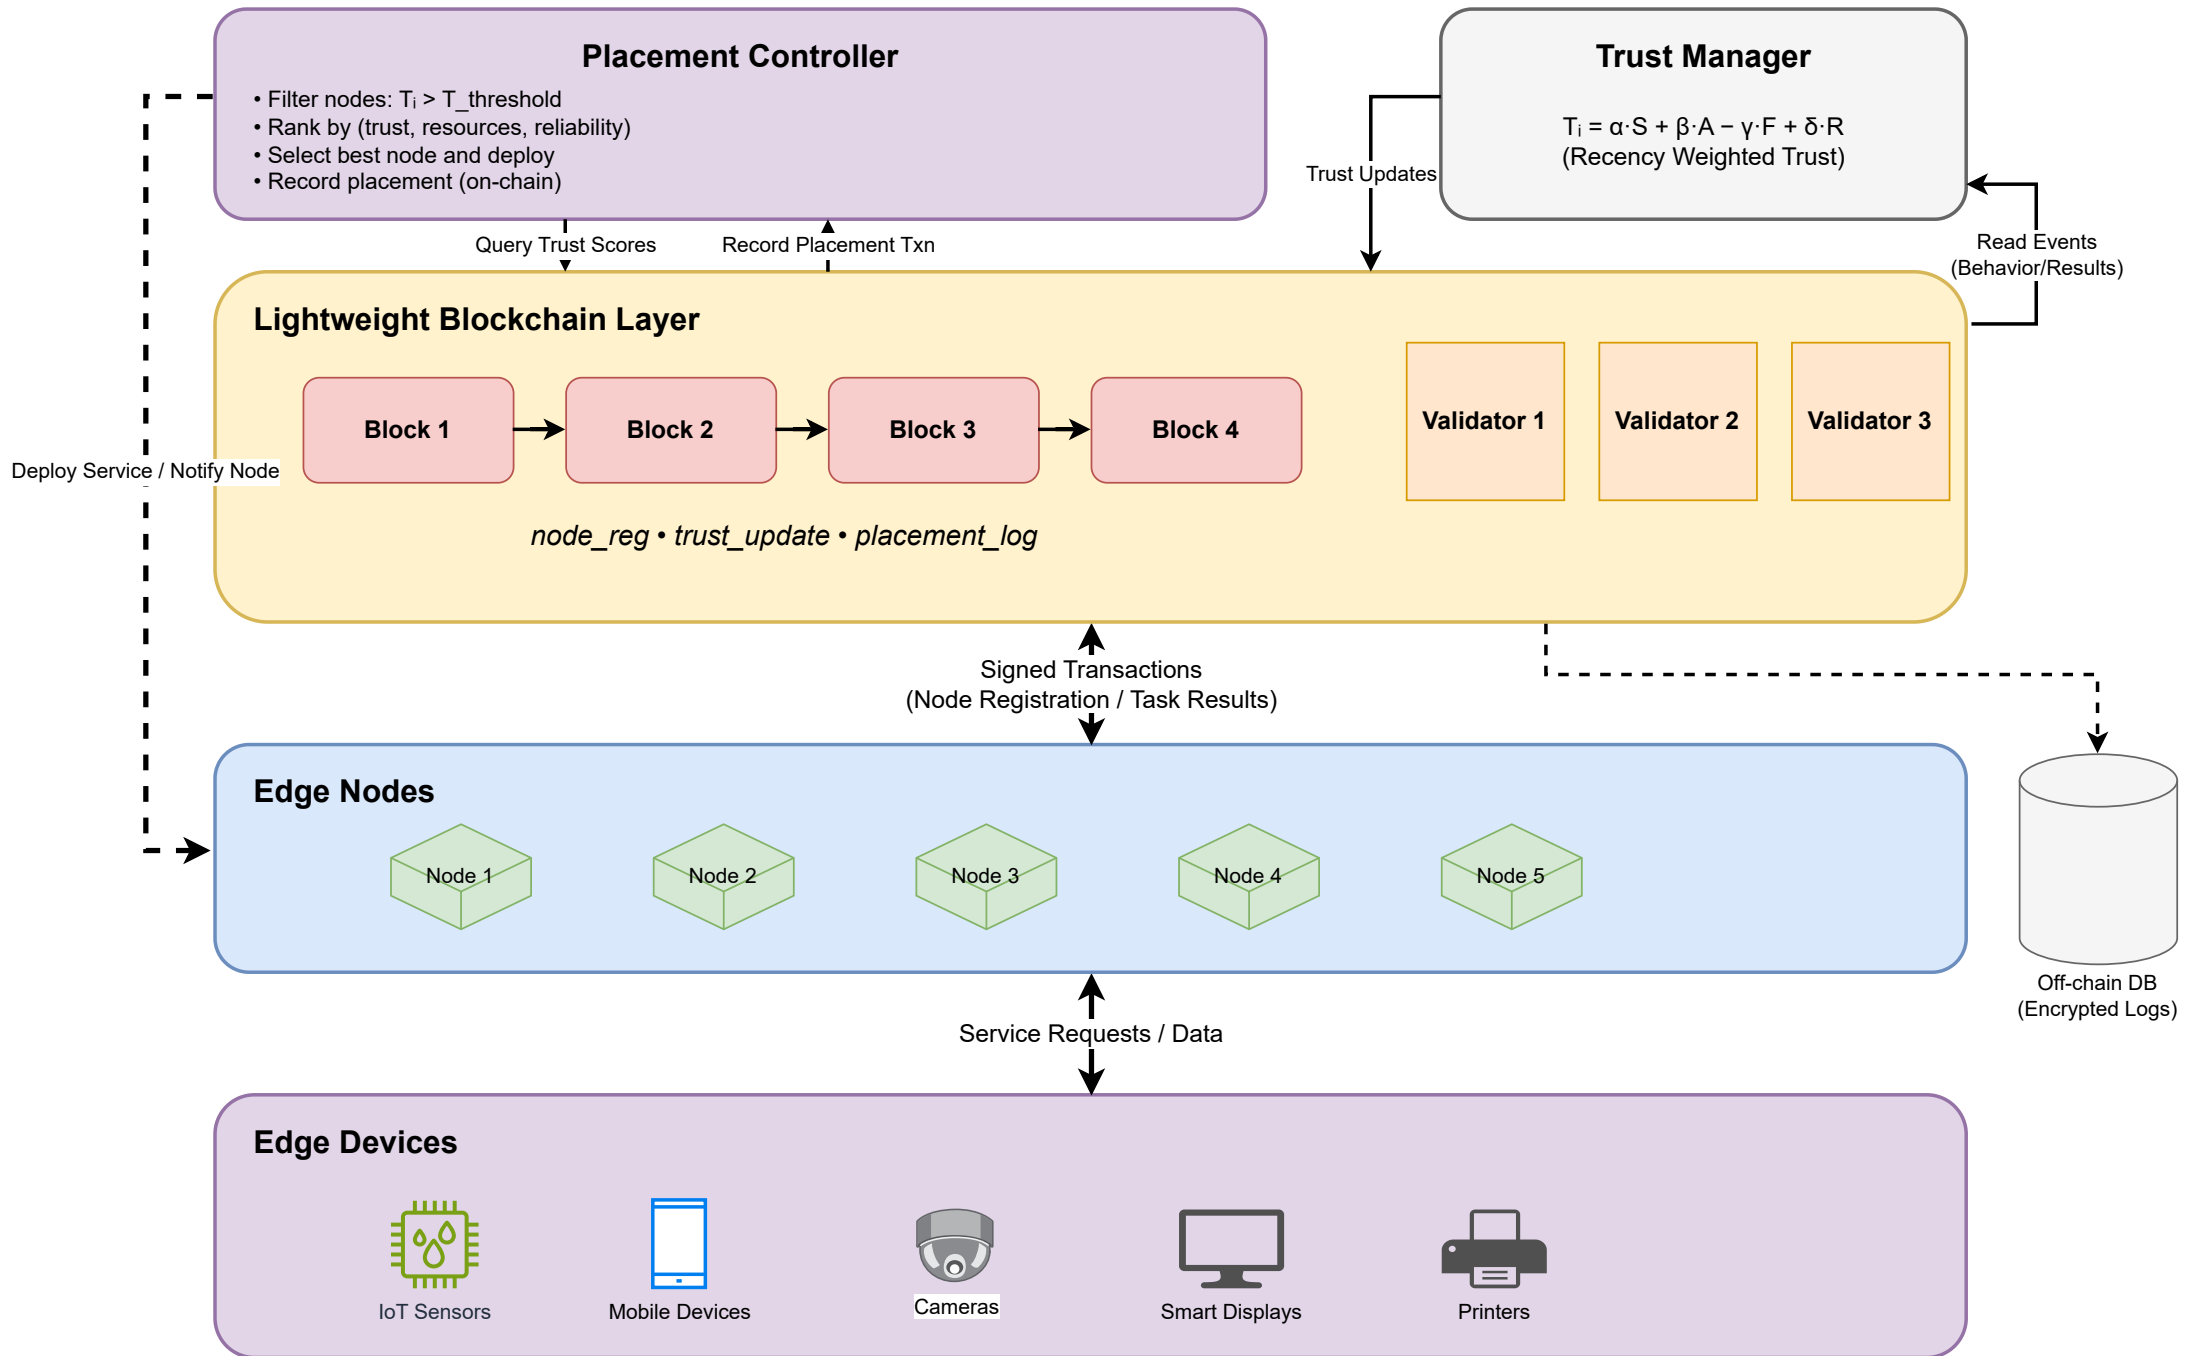 Placement Controller
• Filter nodes: Tᵢ > T_threshold
• Rank by (trust, resources, reliability)
• Select best node and deploy
• Record placement (on-chain)
Trust Manager
Tᵢ = α·S + β·A − γ·F + δ·R
(Recency Weighted Trust)
Trust Updates
Query Trust Scores
Record Placement Txn
Read Events
(Behavior/Results)
Lightweight Blockchain Layer
Block 1
Block 2
Block 3
Block 4
Validator 1
Validator 2
Validator 3
Deploy Service / Notify Node
node_reg • trust_update • placement_log
Signed Transactions
(Node Registration / Task Results)
Edge Nodes
Node 1
Node 2
Node 3
Node 4
Node 5
Off-chain DB
(Encrypted Logs)
Service Requests / Data
Edge Devices
IoT Sensors
Mobile Devices
Cameras
Smart Displays
Printers